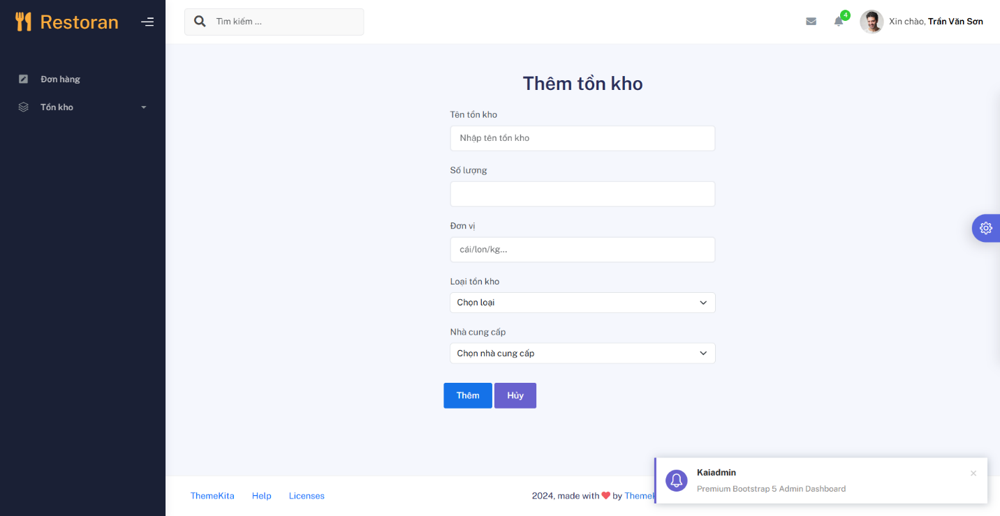 Restoran
Tìm kiếm ...
4
Xin chào, Trần Văn Sơn
Đơn hàng
Tồn kho
Thêm tồn kho
Tên tồn kho
Nhập tên tồn kho
Số lượng
Đơn vị
cái/lon/kg...
Loại tồn kho
Chọn loại
Nhà cung cấp
Chọn nhà cung cấp
Thêm Hủy
Kaiadmin
Premium Bootstrap 5 Admin Dashboard
ThemeKita Help Licenses 2024, made with ❤ by